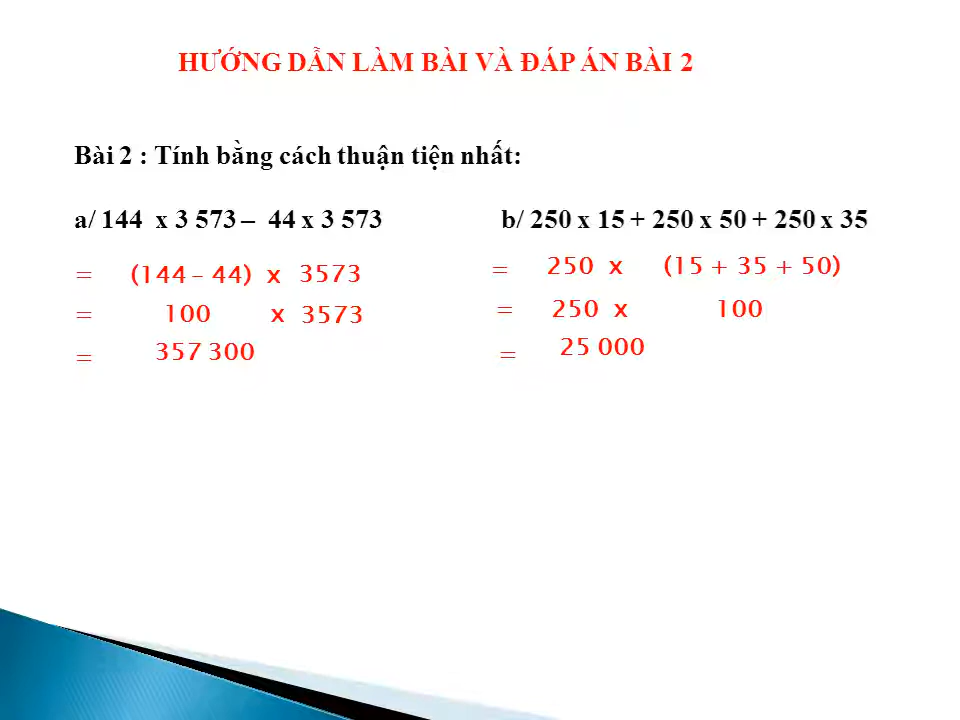 HƯỚNG DẪN LÀM BÀI VÀ ĐÁP ÁN BÀI 2
Bài 2 : Tính bằng cách thuận tiện nhất:
a/ 144 x 3 573 – 44 x 3 573
= (144 – 44) x 3573
= 100 x 3573
= 357 300
b/ 250 x 15 + 250 x 50 + 250 x 35
= 250 x (15 + 35 + 50)
= 250 x 100
= 25 000